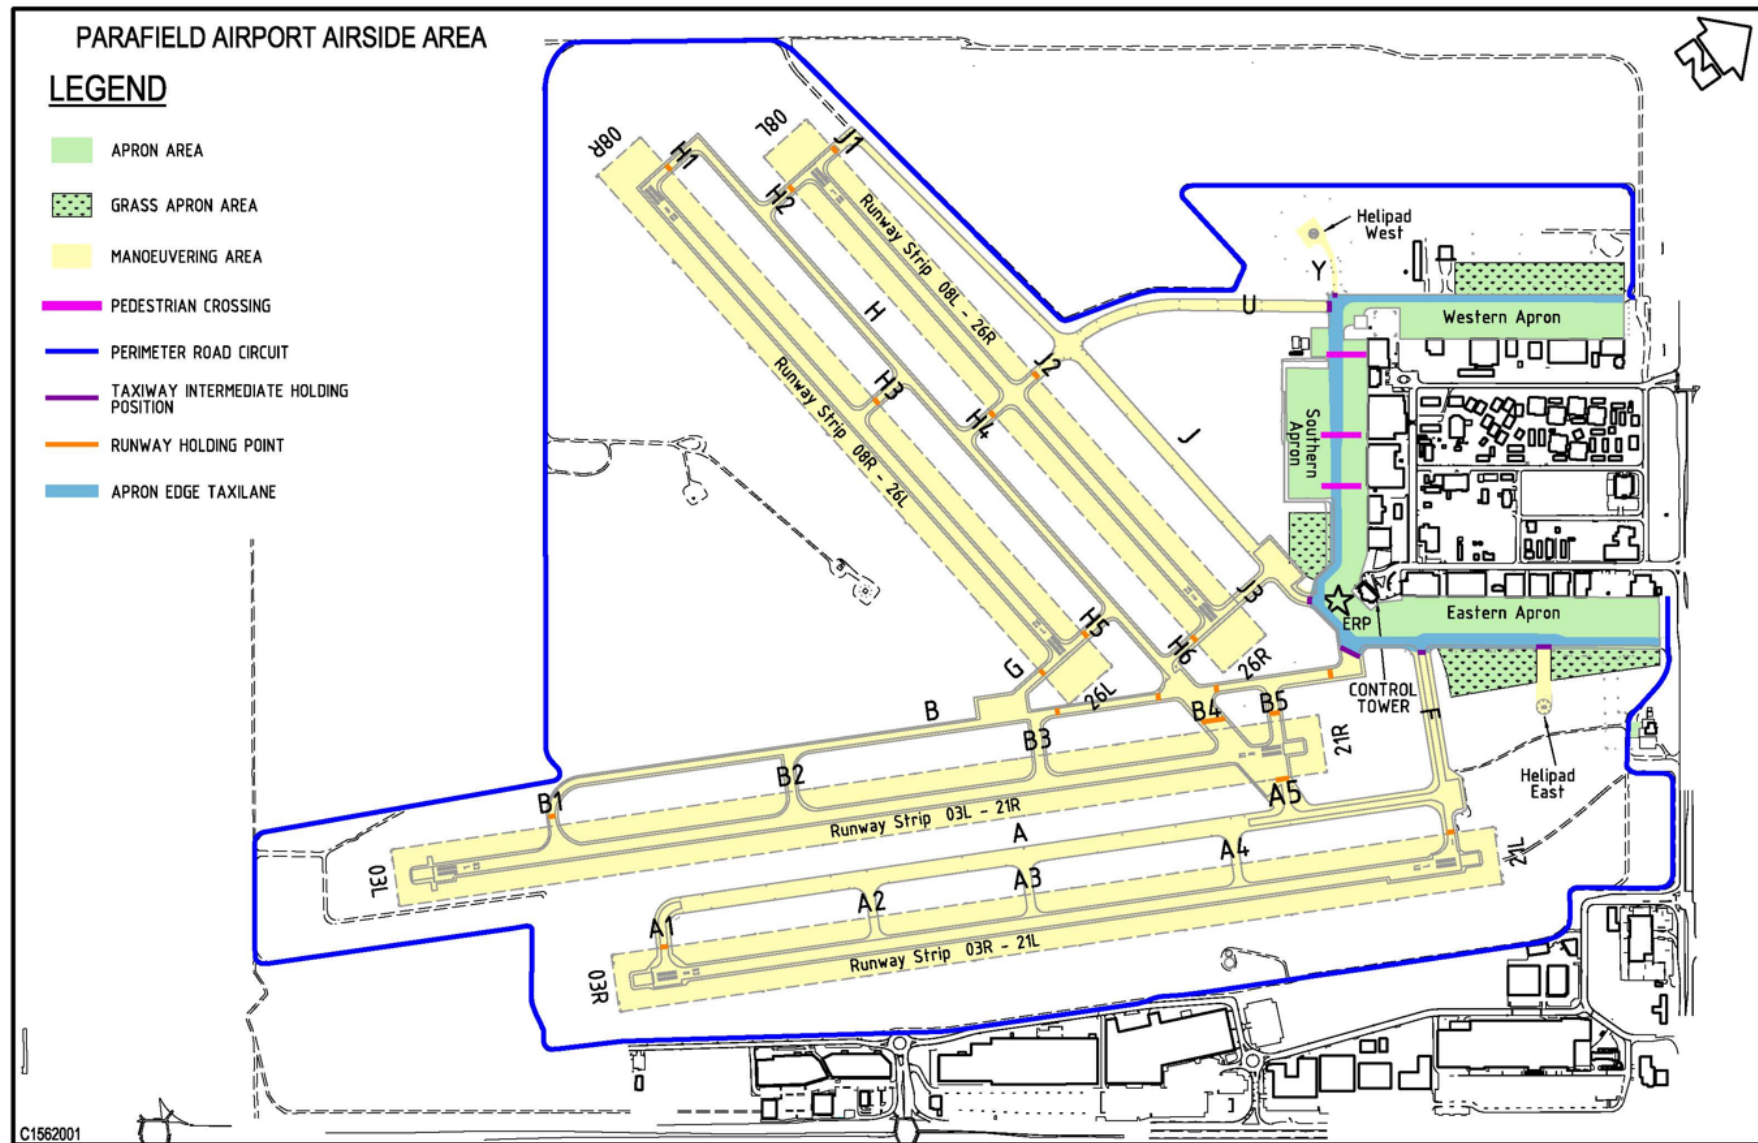 PARAFIELD AIRPORT AIRSIDE AREA
LEGEND
APRON AREA
GRASS APRON AREA
MANOEUVERING AREA
PEDESTRIAN CROSSING
PERIMETER ROAD CIRCUIT
TAXIWAY INTERMEDIATE HOLDING
POSITION
RUNWAY HOLDING POINT
APRON EDGE TAXILANE
N
08R
H1
08L
J1
H2
Runway Strip 08L - 26R
H
Runway Strip 08R - 26L
H3
H4
J2
J
U
Y
Helipad
West
Western Apron
Southern
Apron
Eastern Apron
ERP
CONTROL
TOWER
Helipad
East
F
J3
H5
H6
G
26L
26R
B
B1
B2
B3
B4
B5
21R
A5
Runway Strip 03L - 21R
03L
A
A1
A2
A3
A4
21L
Runway Strip 03R - 21L
03R
C1562001